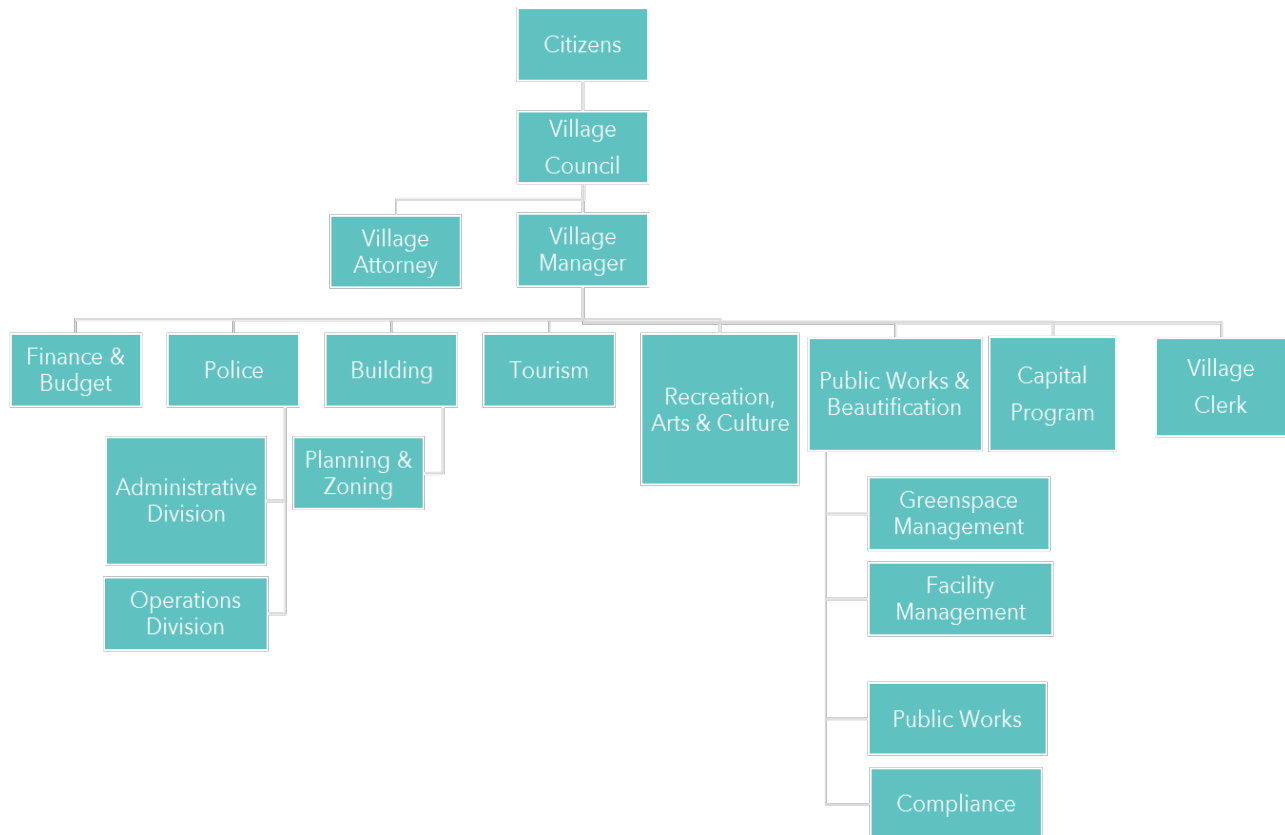 Citizens
Village
Council
Village
Attorney
Village
Manager
Finance &
Budget
Police
Building
Tourism
Recreation,
Arts & Culture
Public Works &
Beautification
Capital
Program
Village
Clerk
Administrative
Division
Operations
Division
Planning &
Zoning
Greenspace
Management
Facility
Management
Public Works
Compliance